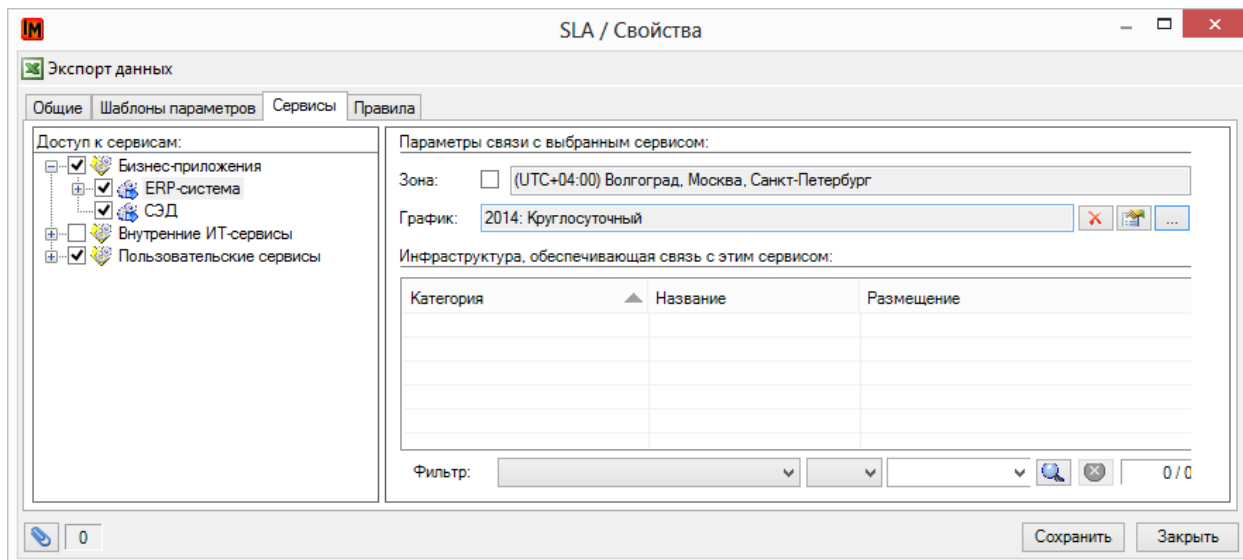 IM
SLA / Свойства
Экспорт данных
Общие Шаблоны параметров Сервисы Правила
Доступ к сервисам:
Бизнес-приложения
ERP-система
СЭД
Внутренние ИТ-сервисы
Пользовательские сервисы
Параметры связи с выбранным сервисом:
Зона: (UTC+04:00) Волгоград, Москва, Санкт-Петербург
График: 2014: Круглосуточный ...
Инфраструктура, обеспечивающая связь с этим сервисом:
Категория Название Размещение
Фильтр: 0 / 0
0 Сохранить Закрыть